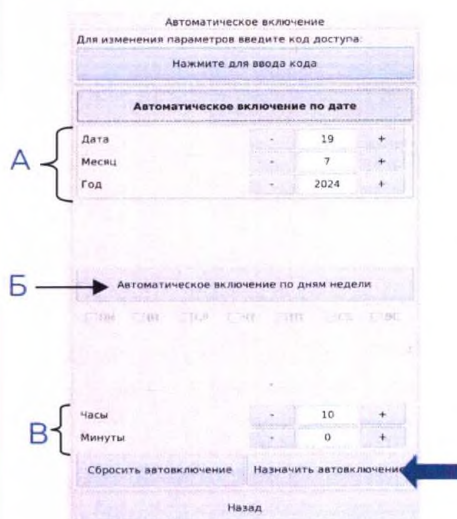 Автоматическое включение
Для изменения параметров введите код доступа:
Нажмите для ввода кода
Автоматическое включение по дате
А
Дата - 19 +
Месяц - 7 +
Год - 2024 +
Б
Автоматическое включение по дням недели
В
Часы - 10 +
Минуты - 0 +
Сбросить автовключение Назначить автовключение
Назад